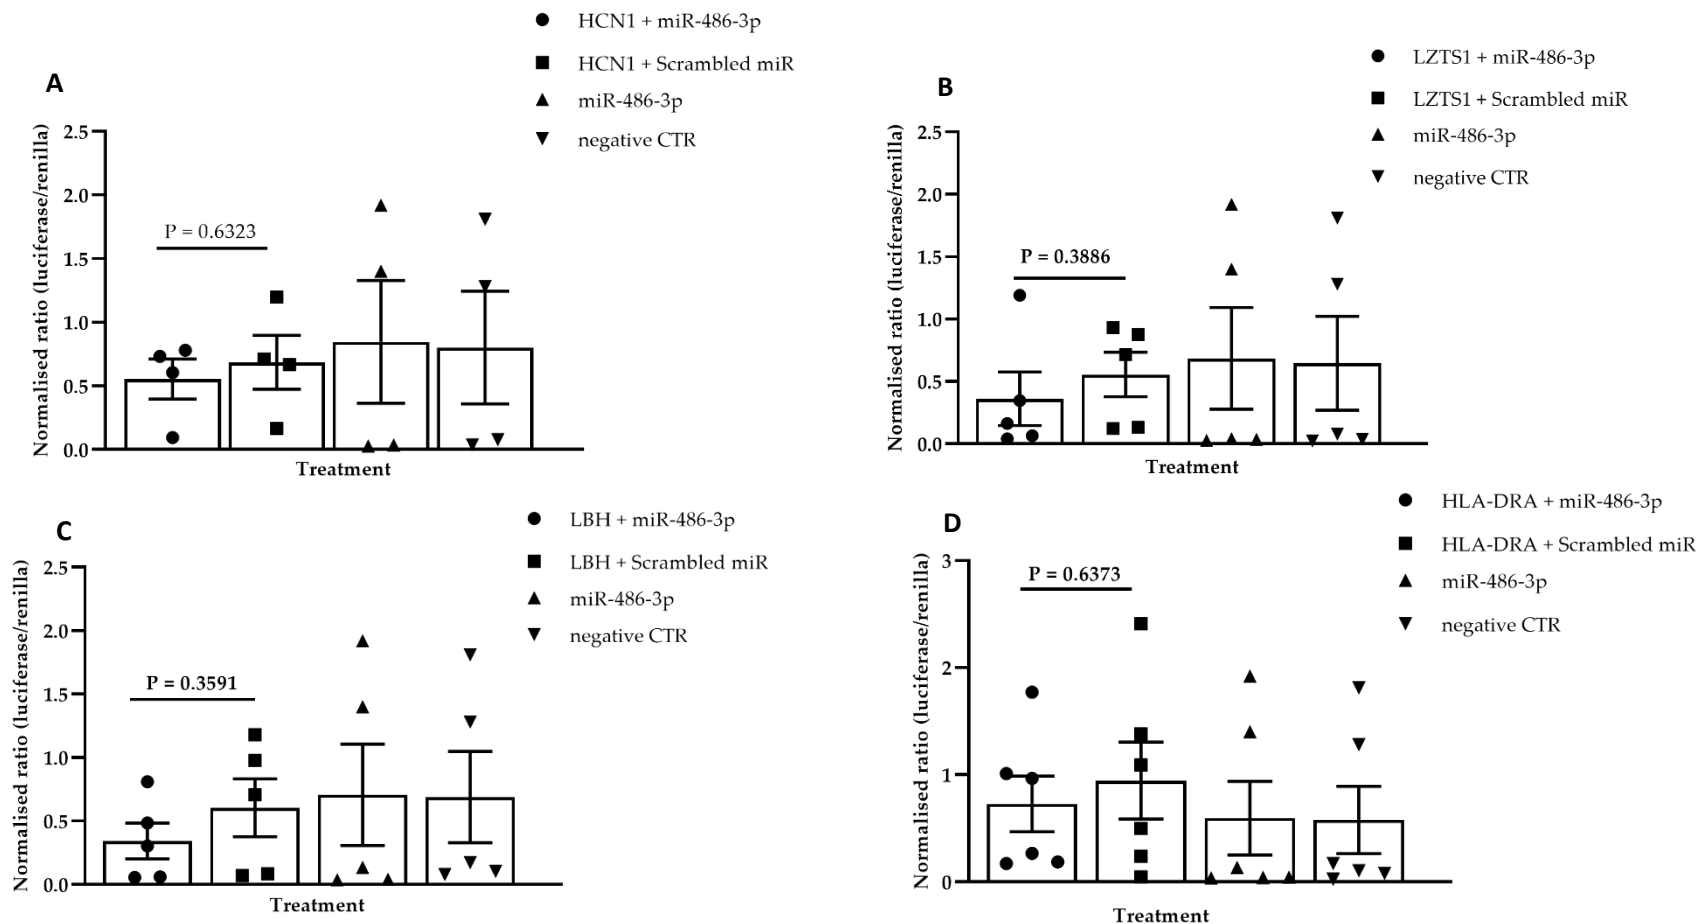 A
HCN1 + miR-486-3p
HCN1 + Scrambled miR
miR-486-3p
negative CTR
Normalised ratio (luciferase/renilla)
2.5
2.0
1.5
1.0
0.5
0.0
P = 0.6323
Treatment
B
LZTS1 + miR-486-3p
LZTS1 + Scrambled miR
miR-486-3p
negative CTR
Normalised ratio (luciferase/renilla)
2.5
2.0
1.5
1.0
0.5
0.0
P = 0.3886
Treatment
C
LBH + miR-486-3p
LBH + Scrambled miR
miR-486-3p
negative CTR
Normalised ratio (luciferase/renilla)
2.5
2.0
1.5
1.0
0.5
0.0
P = 0.3591
Treatment
D
HLA-DRA + miR-486-3p
HLA-DRA + Scrambled miR
miR-486-3p
negative CTR
Normalised ratio (luciferase/renilla)
3
2
1
0
P = 0.6373
Treatment